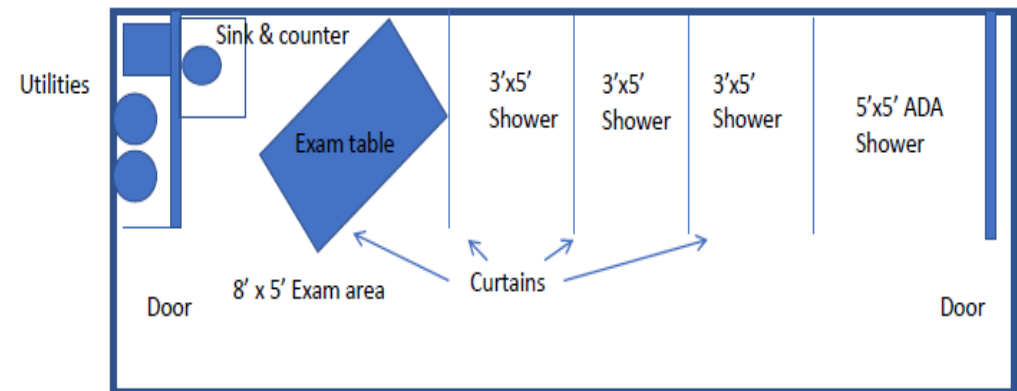 Sink & counter
Utilities
Exam table
3’x5’
Shower
3’x5’
Shower
3’x5’
Shower
5’x5’ ADA
Shower
8’ x 5’ Exam area
Curtains
Door
Door